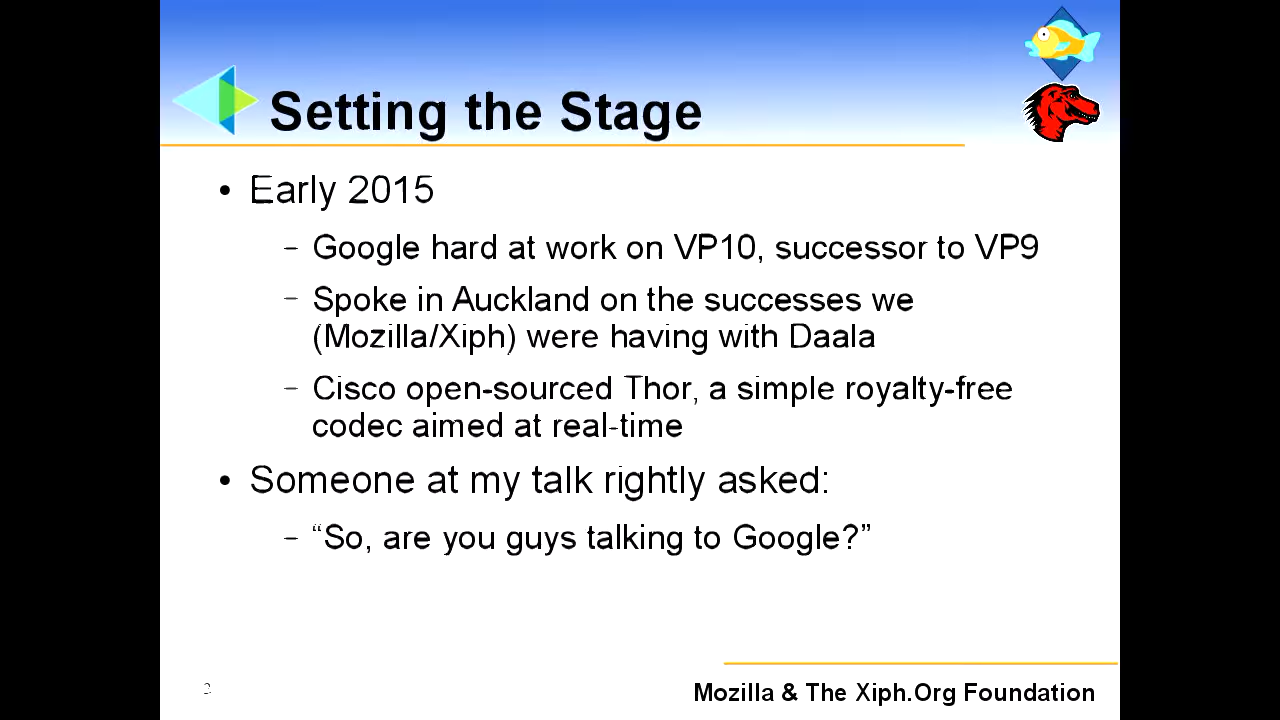 Setting the Stage
• Early 2015
– Google hard at work on VP10, successor to VP9
– Spoke in Auckland on the successes we
(Mozilla/Xiph) were having with Daala
– Cisco open-sourced Thor, a simple royalty-free
codec aimed at real-time
• Someone at my talk rightly asked:
– “So, are you guys talking to Google?”
2
Mozilla & The Xiph.Org Foundation